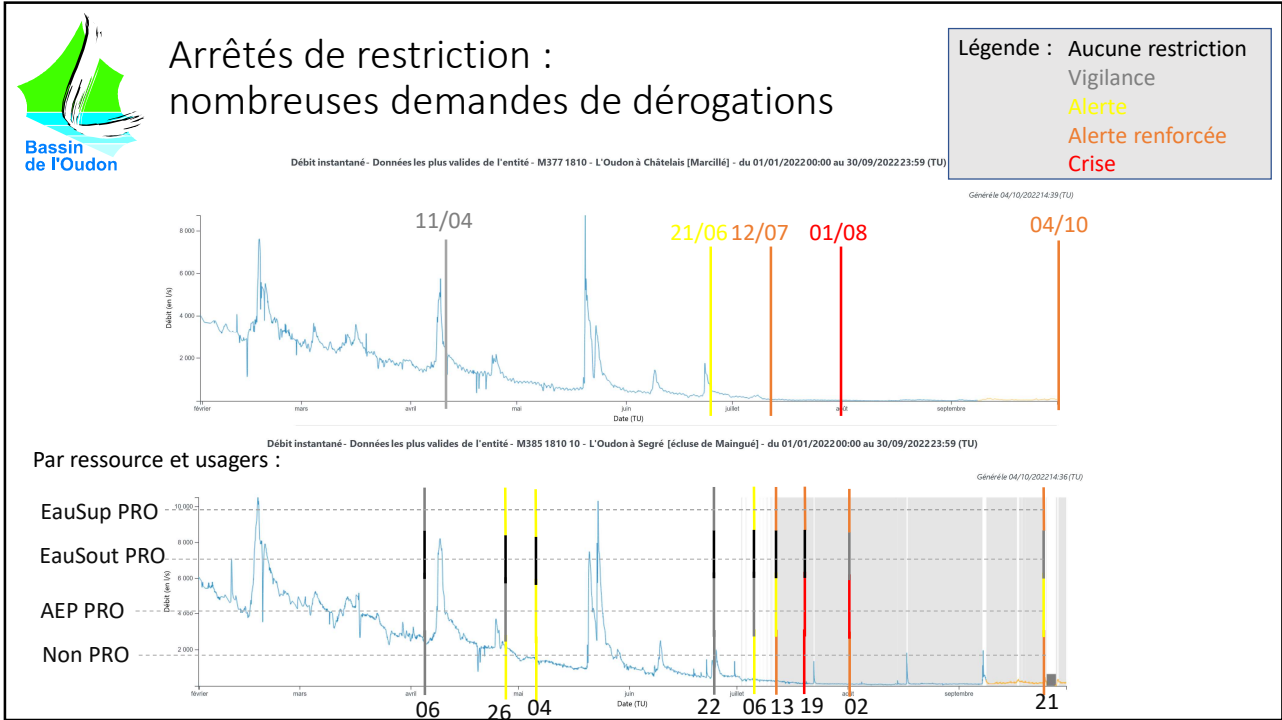 Arrêtés de restriction :
nombreuses demandes de dérogations
Légende : Aucune restriction
Vigilance
Alerte
Alerte renforcée
Crise
Bassin
de l'Oudon
Débit instantané - Données les plus valides de l'entité - M377 1810 - L'Oudon à Châtelais [Marcillé] - du 01/01/2022 00:00 au 30/09/2022 23:59 (TU)
Généré le 04/10/2022 14:39 (TU)
11/04
21/06
12/07
01/08
04/10
Débit (en l/s)
8 000
6 000
4 000
2 000
février
mars
avril
mai
juin
juillet
août
septembre
Date (TU)
Débit instantané - Données les plus valides de l'entité - M385 1810 10 - L'Oudon à Segré [écluse de Maingué] - du 01/01/2022 00:00 au 30/09/2022 23:59 (TU)
Par ressource et usagers :
Généré le 04/10/2022 14:36 (TU)
EauSup PRO
EauSout PRO
AEP PRO
Non PRO
Débit (en l/s)
10 000
8 000
6 000
4 000
2 000
février
mars
avril
mai
juin
juillet
août
septembre
Date (TU)
06
26
04
22
06
13
19
02
21